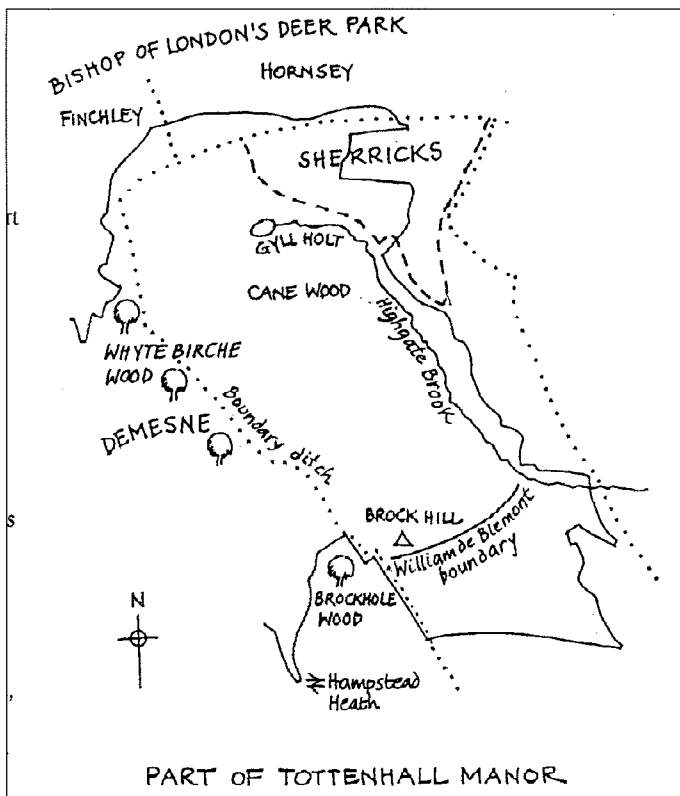 BISHOP OF LONDON'S DEER PARK
HORNSEY
FINCHLEY
SHERRICKS
GYLL HOLT
CANE WOOD
Highgate Brook
WHYTE BIRCHE
WOOD
DEMESNE
Boundary ditch
BROCK HILL
William de Blemont
boundary
BROCKHOLE
WOOD
N
Hampstead
Heath
PART OF TOTTENHALL MANOR